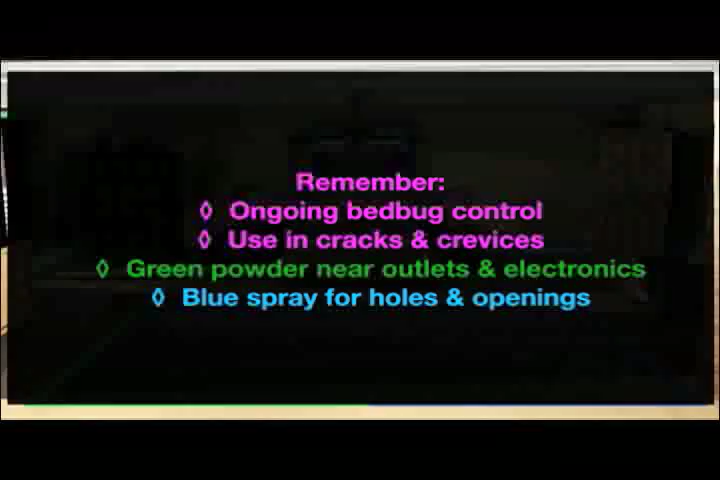 Remember:
◊ Ongoing bedbug control
◊ Use in cracks & crevices
◊ Green powder near outlets & electronics
◊ Blue spray for holes & openings